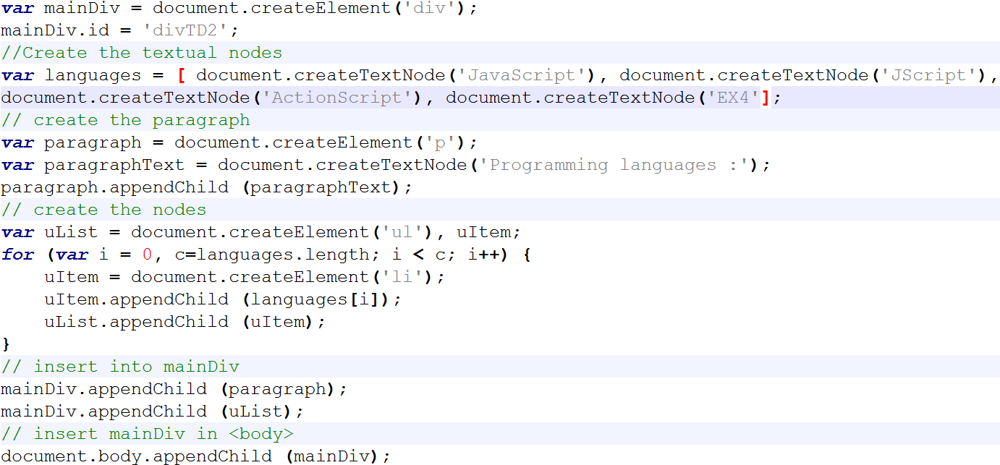 var mainDiv = document.createElement('div');
mainDiv.id = 'divTD2';
//Create the textual nodes
var languages = [ document.createTextNode('JavaScript'), document.createTextNode('JScript'),
document.createTextNode('ActionScript'), document.createTextNode('EX4'];
// create the paragraph
var paragraph = document.createElement('p');
var paragraphText = document.createTextNode('Programming languages :');
paragraph.appendChild (paragraphText);
// create the nodes
var uList = document.createElement('ul'), uItem;
for (var i = 0, c=languages.length; i < c; i++) {
    uItem = document.createElement('li');
    uItem.appendChild (languages[i]);
    uList.appendChild (uItem);
}
// insert into mainDiv
mainDiv.appendChild (paragraph);
mainDiv.appendChild (uList);
// insert mainDiv in <body>
document.body.appendChild (mainDiv);